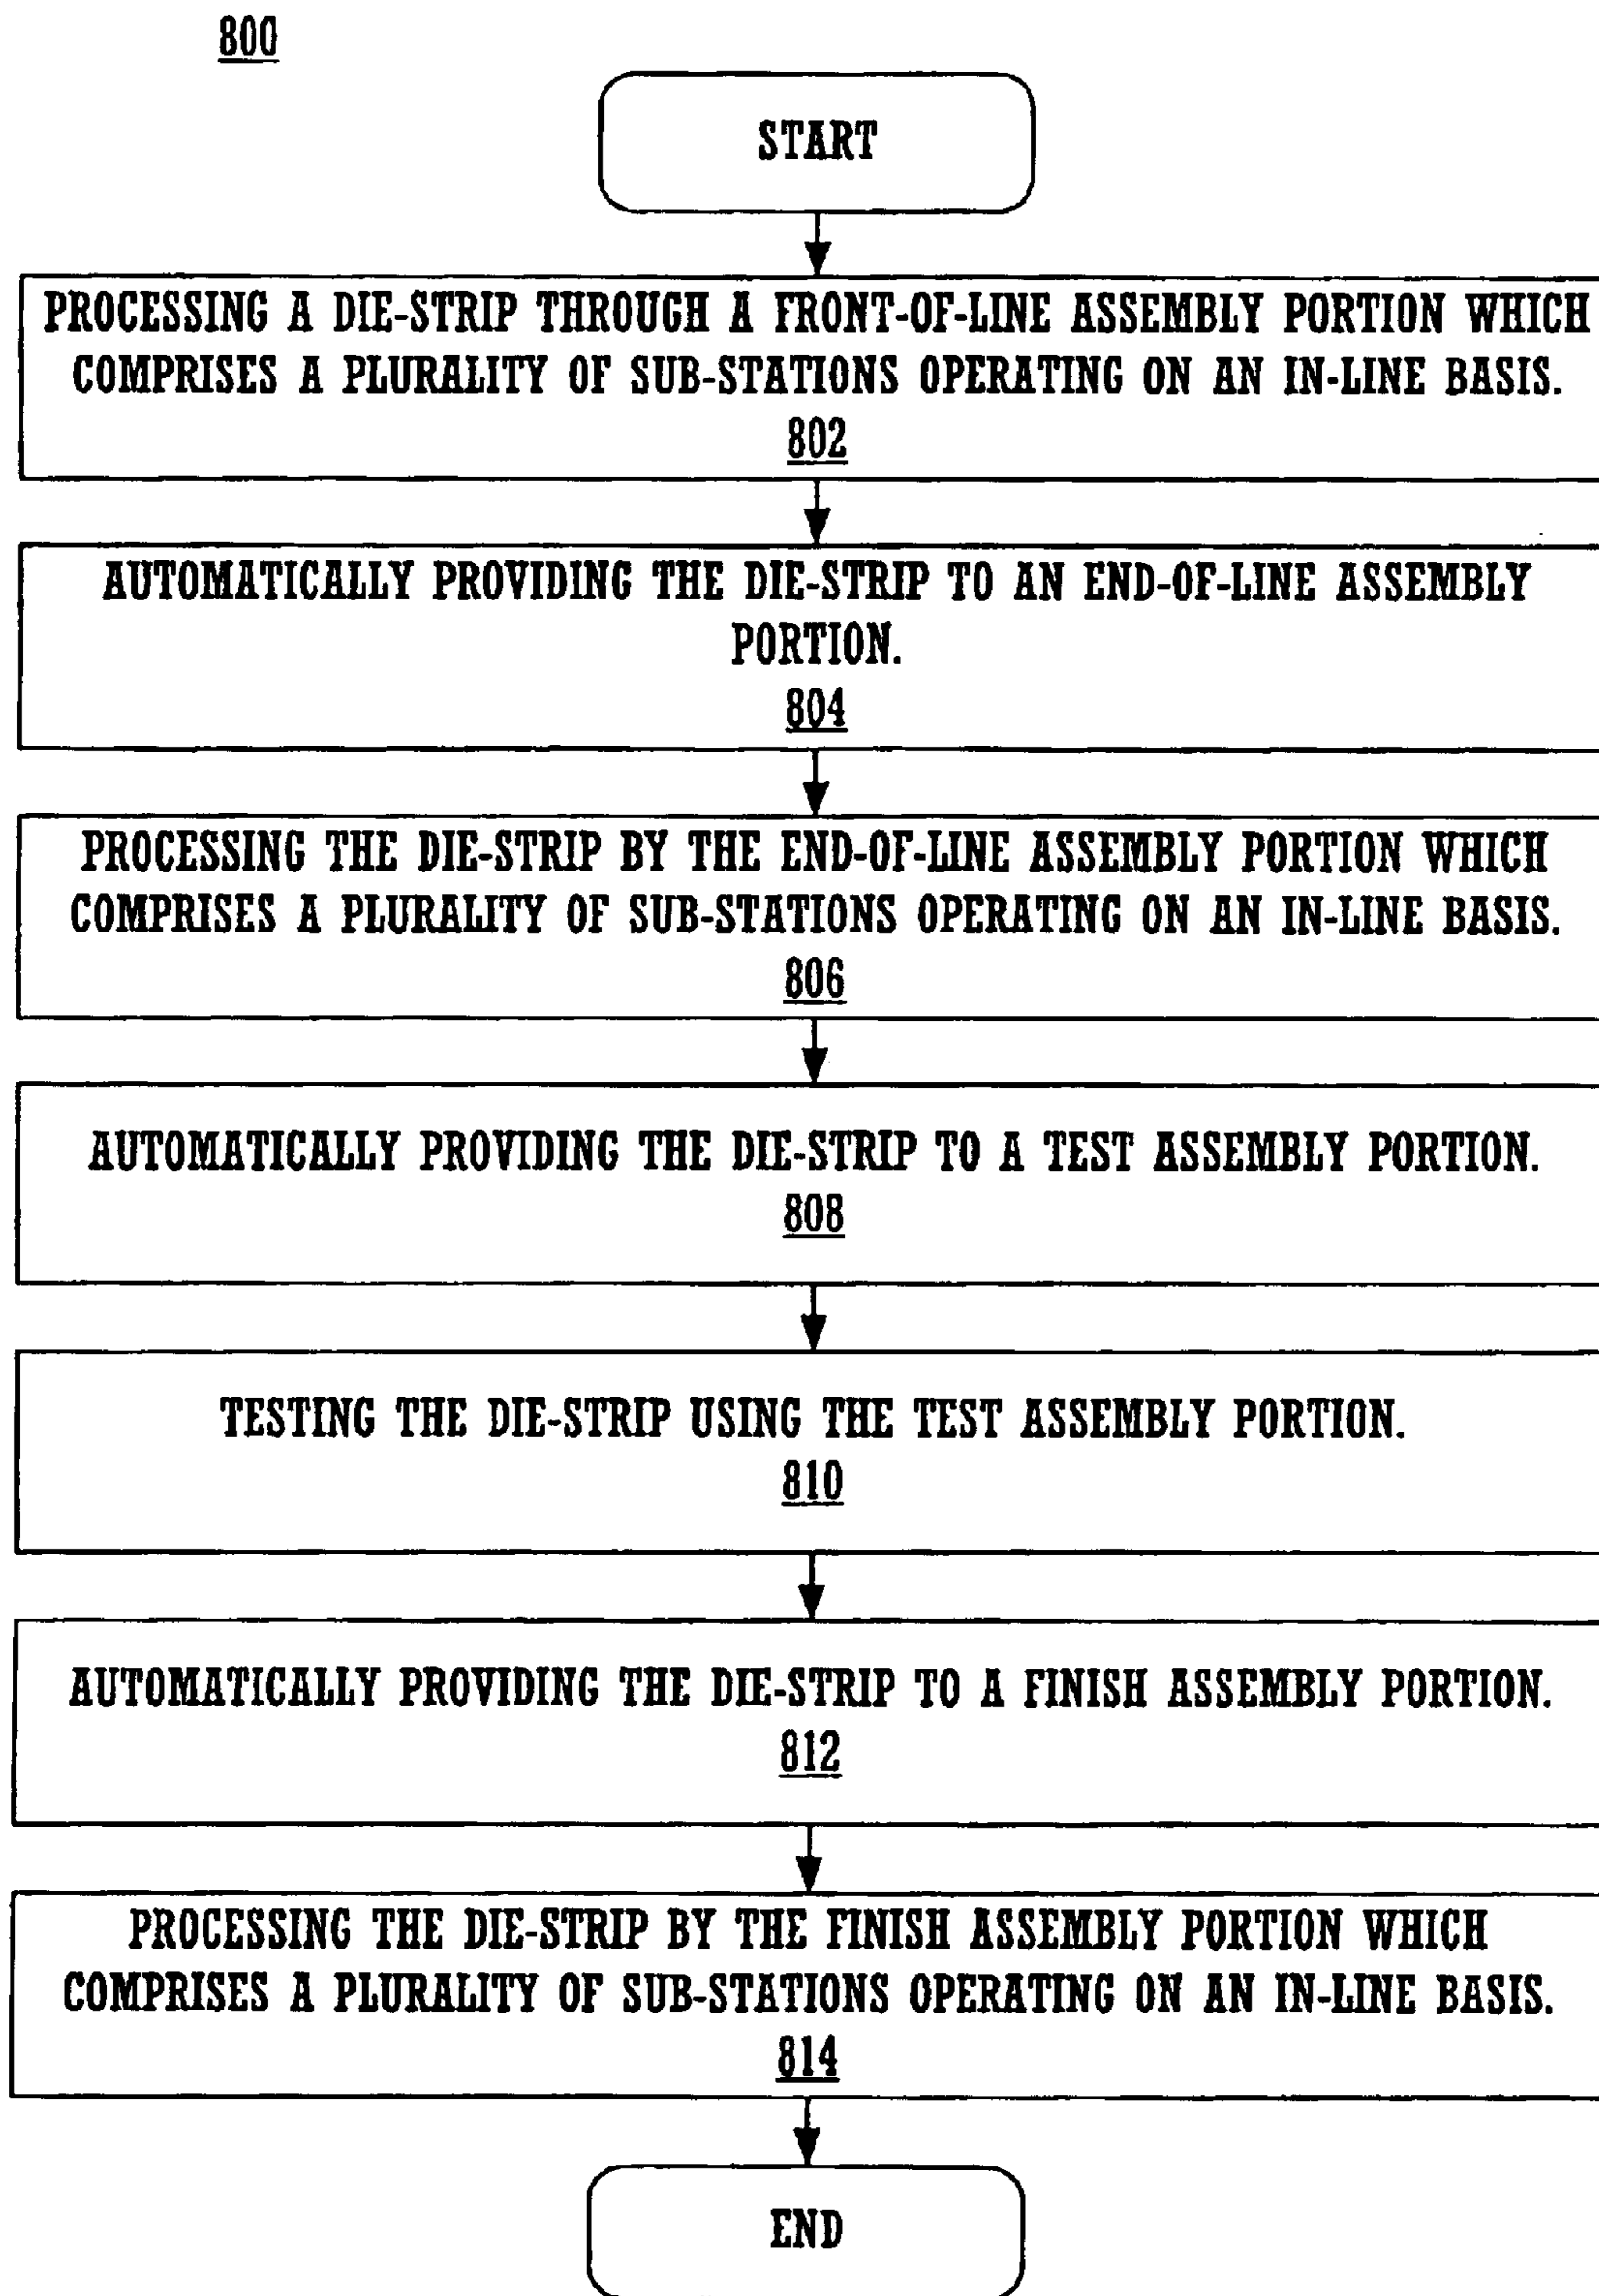 800
START
PROCESSING A DIE-STRIP THROUGH A FRONT-OF-LINE ASSEMBLY PORTION WHICH
COMPRISES A PLURALITY OF SUB-STATIONS OPERATING ON AN IN-LINE BASIS.
802
AUTOMATICALLY PROVIDING THE DIE-STRIP TO AN END-OF-LINE ASSEMBLY
PORTION.
804
PROCESSING THE DIE-STRIP BY THE END-OF-LINE ASSEMBLY PORTION WHICH
COMPRISES A PLURALITY OF SUB-STATIONS OPERATING ON AN IN-LINE BASIS.
806
AUTOMATICALLY PROVIDING THE DIE-STRIP TO A TEST ASSEMBLY PORTION.
808
TESTING THE DIE-STRIP USING THE TEST ASSEMBLY PORTION.
810
AUTOMATICALLY PROVIDING THE DIE-STRIP TO A FINISH ASSEMBLY PORTION.
812
PROCESSING THE DIE-STRIP BY THE FINISH ASSEMBLY PORTION WHICH
COMPRISES A PLURALITY OF SUB-STATIONS OPERATING ON AN IN-LINE BASIS.
814
END